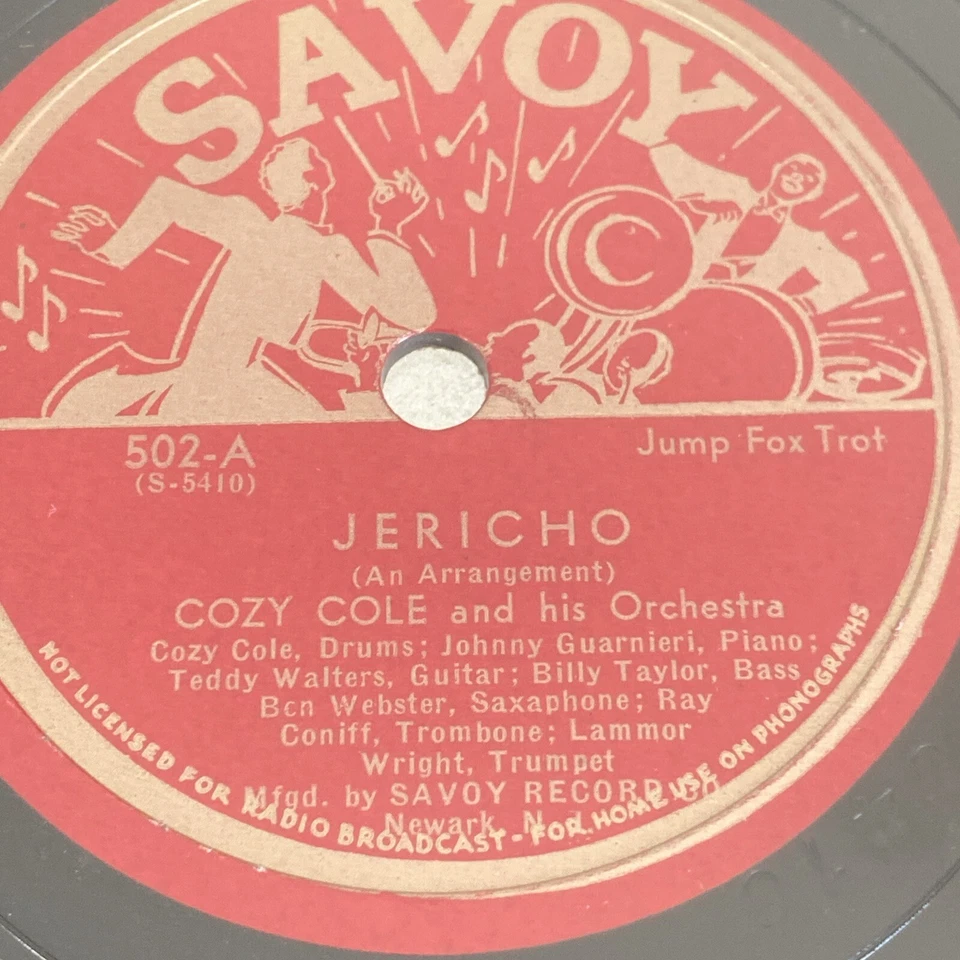 SAVOY
C
502-A
Jump Fox Trot
(S-5410)
JERICHO
(An Arrangement)
COZY COLE and his Orchestra
Cozy Cole, Drums; Johnny Guarnieri, Piano;
Teddy Walters, Guitar; Billy Taylor, Bass
Ben Webster, Saxaphone; Ray
Coniff, Trombone; Lammor
Wright, Trumpet
Mfgd. by SAVOY RECORD CO.
Newark, N. J.
NOT LICENSED FOR RADIO BROADCAST - FOR HOME USE ON PHONOGRAPHS